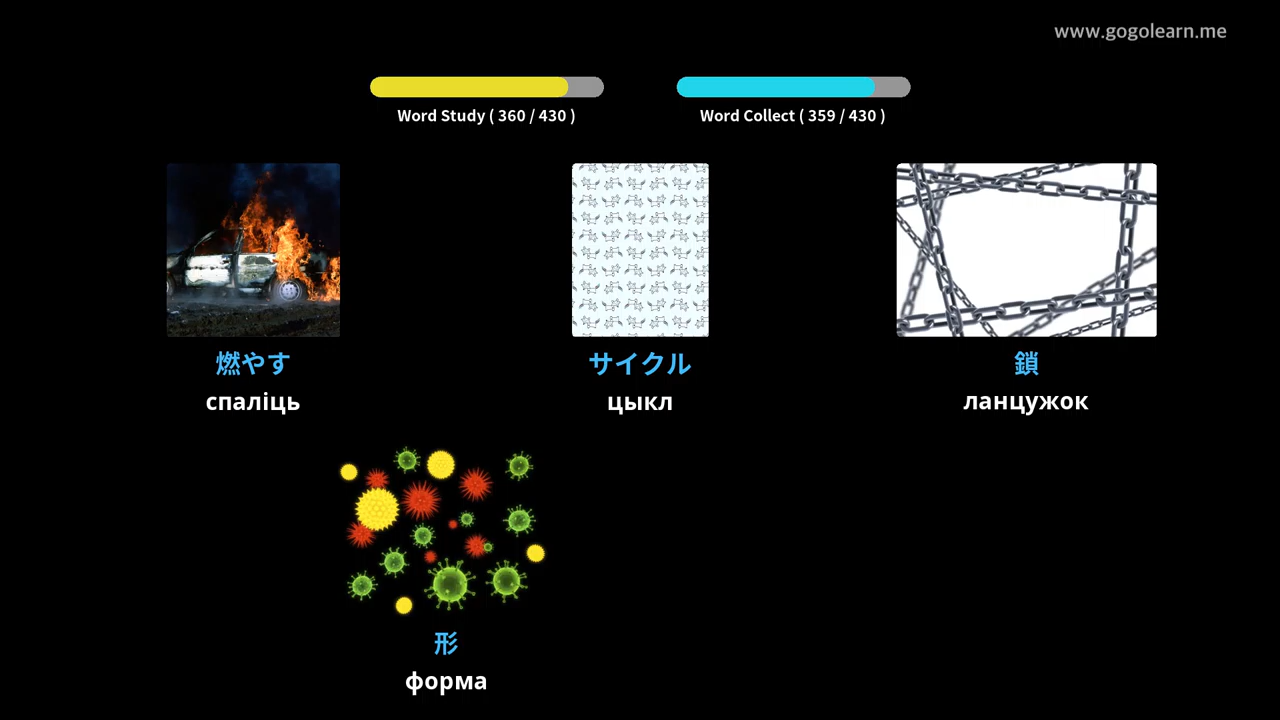 www.gogolearn.me
Word Study ( 360 / 430 )
Word Collect ( 359 / 430 )
燃やす
спаліць
サイクル
цыкл
鎖
ланцужок
形
форма